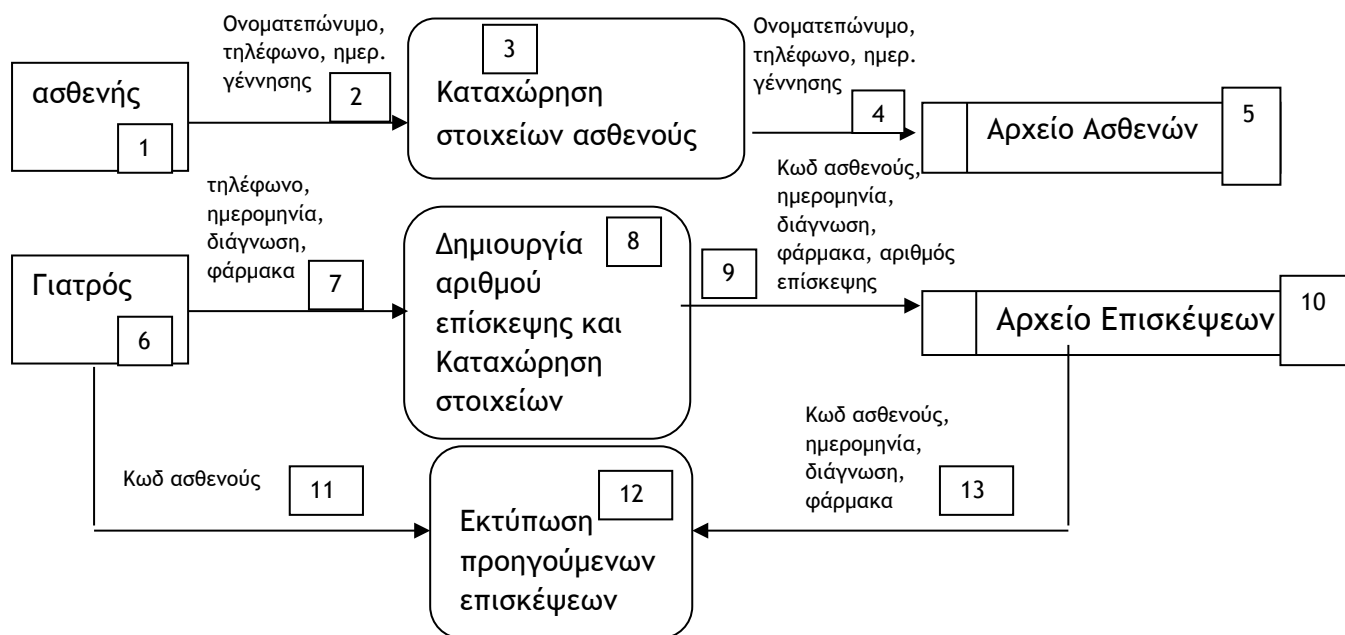 Ονοματεπώνυμο,
τηλέφωνο, ημερ.
γέννησης
2
3
Καταχώρηση
στοιχείων ασθενούς
Ονοματεπώνυμο,
τηλέφωνο, ημερ.
γέννησης
4
ασθενής
1
Αρχείο Ασθενών
5
τηλέφωνο,
ημερομηνία,
διάγνωση,
φάρμακα
7
Δημιουργία
αριθμού
επίσκεψης και
Καταχώρηση
στοιχείων
8
Κωδ ασθενούς,
ημερομηνία,
διάγνωση,
φάρμακα, αριθμός
επίσκεψης
9
Γιατρός
6
Αρχείο Επισκέψεων
10
Κωδ ασθενούς
11
12
Εκτύπωση
προηγούμενων
επισκέψεων
Κωδ ασθενούς,
ημερομηνία,
διάγνωση,
φάρμακα
13